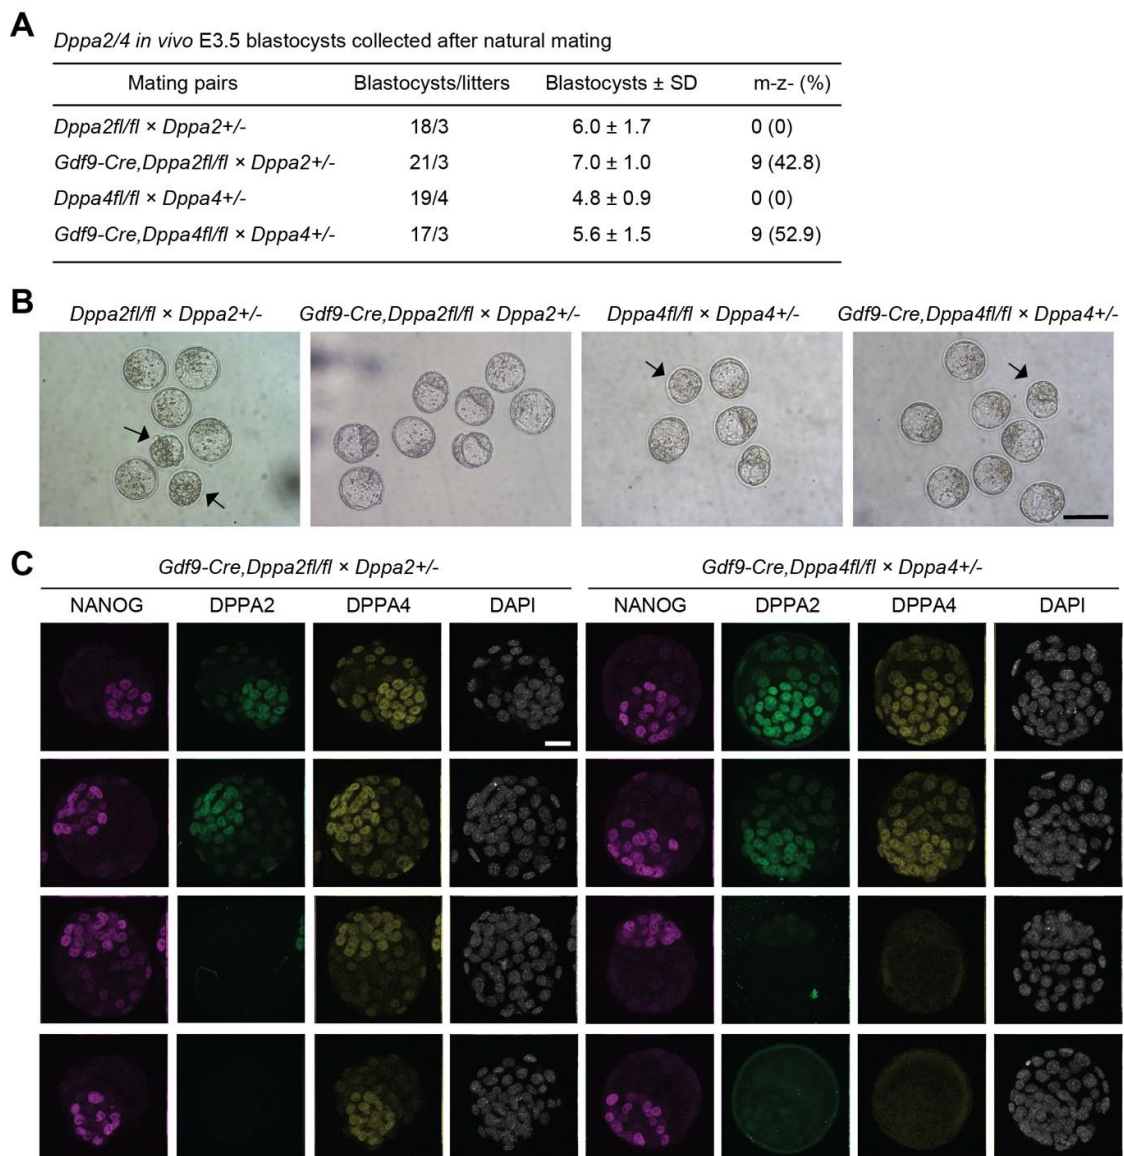 A
Dppa2/4 in vivo E3.5 blastocysts collected after natural mating
Mating pairs Blastocysts/litters Blastocysts ± SD m-z- (%)
Dppa2fl/fl × Dppa2+/- 18/3 6.0 ± 1.7 0 (0)
Gdf9-Cre,Dppa2fl/fl × Dppa2+/- 21/3 7.0 ± 1.0 9 (42.8)
Dppa4fl/fl × Dppa4+/- 19/4 4.8 ± 0.9 0 (0)
Gdf9-Cre,Dppa4fl/fl × Dppa4+/- 17/3 5.6 ± 1.5 9 (52.9)
B
Dppa2fl/fl × Dppa2+/- Gdf9-Cre,Dppa2fl/fl × Dppa2+/- Dppa4fl/fl × Dppa4+/- Gdf9-Cre,Dppa4fl/fl × Dppa4+/-
C
Gdf9-Cre,Dppa2fl/fl × Dppa2+/- Gdf9-Cre,Dppa4fl/fl × Dppa4+/-
NANOG DPPA2 DPPA4 DAPI NANOG DPPA2 DPPA4 DAPI